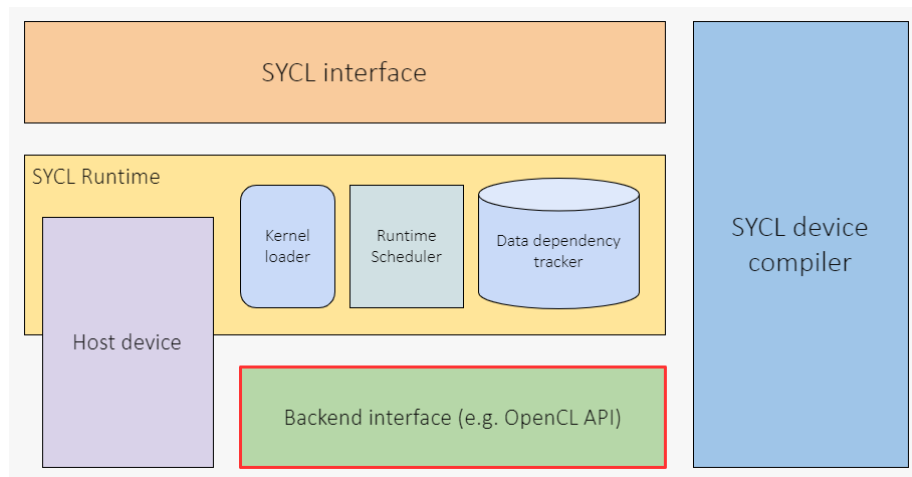 SYCL interface
SYCL Runtime
Kernel
loader
Runtime
Scheduler
Data dependency
tracker
Host device
Backend interface (e.g. OpenCL API)
SYCL device
compiler